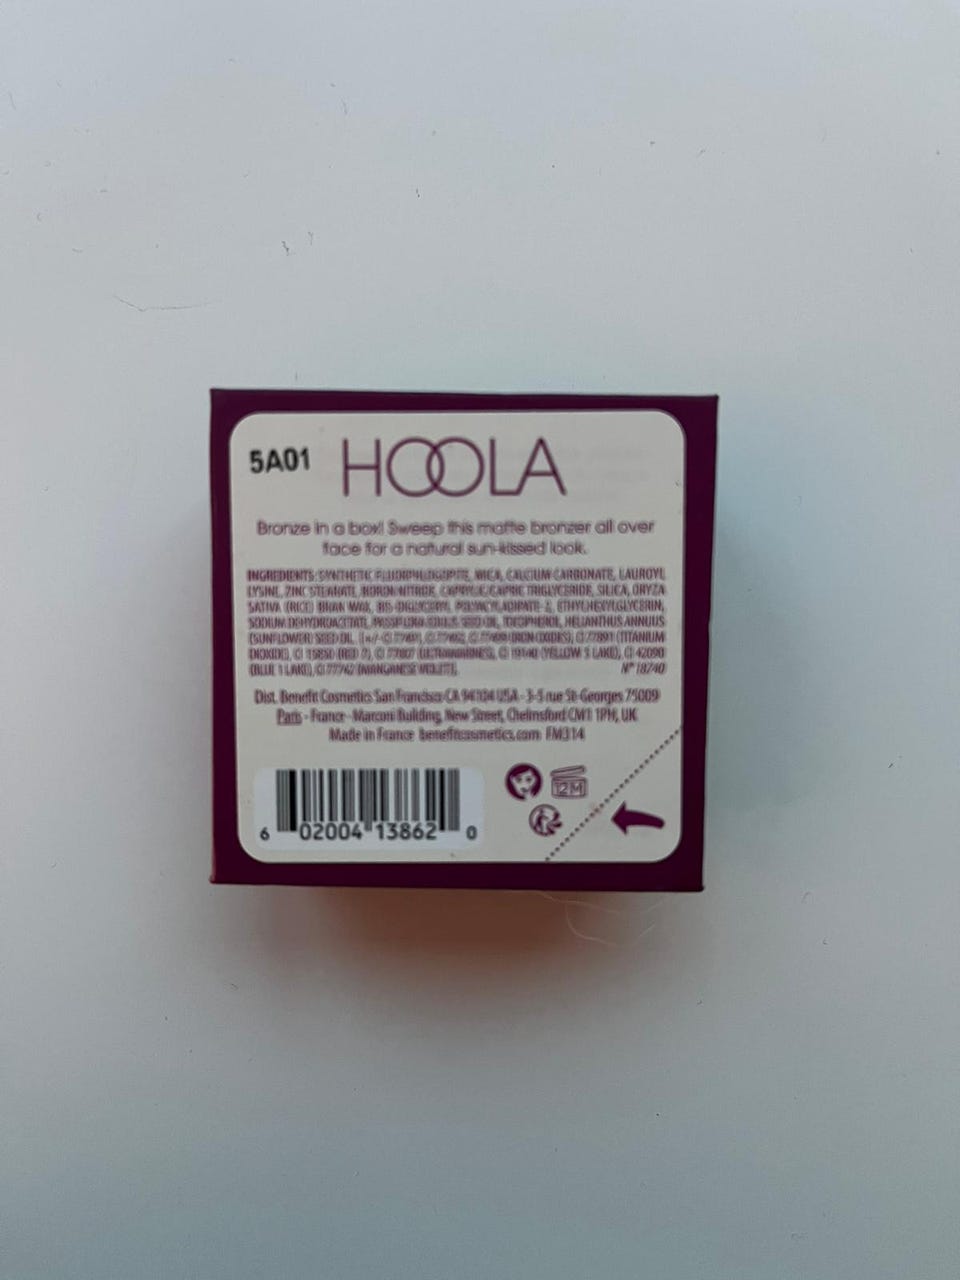 5A01
HOOLA
Bronze in a box! Sweep this matte bronzer all over
face for a natural sun-kissed look.
INGREDIENTS: SYNTHETIC FLUORPHLOGOPITE, MICA, CALCIUM CARBONATE, LAUROYL
LYSINE, ZINC STEARATE, BORON NITRIDE, CAPRYLIC/CAPRIC TRIGLYCERIDE, SILICA, ORYZA
SATIVA (RICE) BRAN WAX, BIS-DIGLYCERYL POLYACYLADIPATE-2, ETHYLHEXYLGLYCERIN,
SODIUM DEHYDROACETATE, PASSIFLORA EDULIS SEED OIL, TOCOPHEROL, HELIANTHUS ANNUUS
(SUNFLOWER) SEED OIL. [+/- CI 77491, CI 77492, CI 77499 (IRON OXIDES), CI 77891 (TITANIUM
DIOXIDE), CI 15850 (RED 7), CI 77007 (ULTRAMARINES), CI 19140 (YELLOW 5 LAKE), CI 42090
(BLUE 1 LAKE), CI 77742 (MANGANESE VIOLET)]. N° 18740
Dist. Benefit Cosmetics San Francisco CA 94104 USA - 3-5 rue St-Georges 75009
Paris - France - Marconi Building, New Street, Chelmsford CM1 1PH, UK
Made in France benefitcosmetics.com FM314
12M
6 02004 13862 0